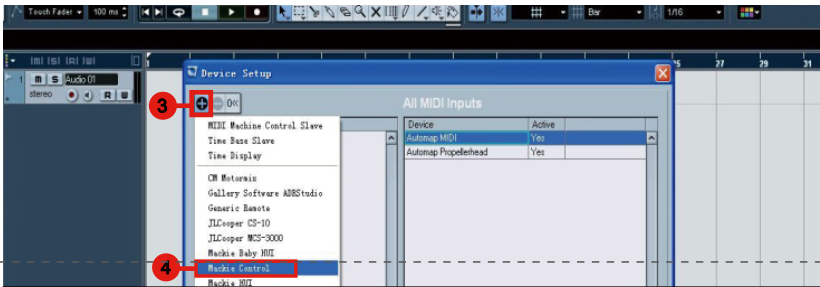 Touch Fader 100 ms Bar 1/16
25 27 29 31
1 m S Audio 01
stereo R W
Device Setup
3
All MIDI Inputs
Device Active
Automap MIDI Yes
Automap Propellerhead Yes
MIDI Machine Control Slave
Time Base Slave
Time Display
CM Motormix
Gallery Software ADRStudio
Generic Remote
JLCooper CS-10
JLCooper MCS-3000
Mackie Baby HUI
4
Mackie Control
Mackie HUI